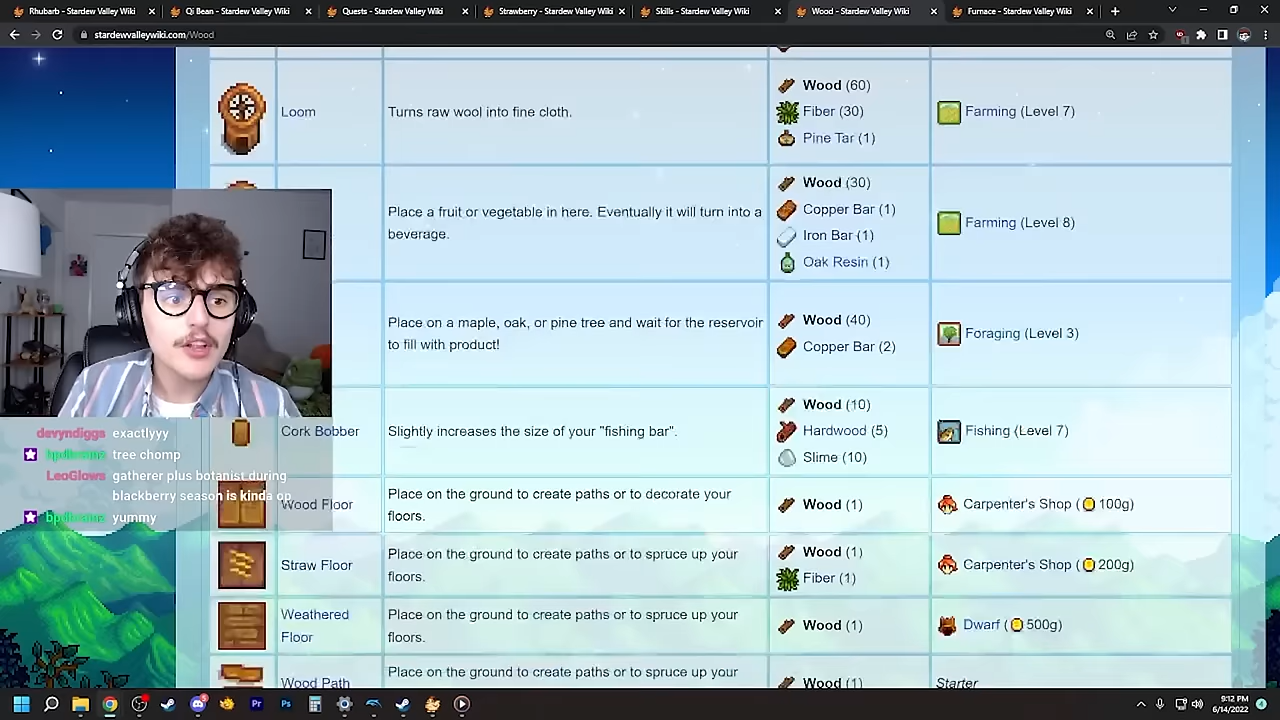 Rhubarb - Stardew Valley Wiki
Qi Bean - Stardew Valley Wiki
Quests - Stardew Valley Wiki
Strawberry - Stardew Valley Wiki
Skills - Stardew Valley Wiki
Wood - Stardew Valley Wiki
Furnace - Stardew Valley Wiki
stardewvalleywiki.com/Wood
Loom
Turns raw wool into fine cloth.
Wood (60)
Fiber (30)
Pine Tar (1)
Farming (Level 7)
Place a fruit or vegetable in here. Eventually it will turn into a
beverage.
Wood (30)
Copper Bar (1)
Iron Bar (1)
Oak Resin (1)
Farming (Level 8)
Place on a maple, oak, or pine tree and wait for the reservoir
to fill with product!
Wood (40)
Copper Bar (2)
Foraging (Level 3)
Cork Bobber
Slightly increases the size of your "fishing bar".
Wood (10)
Hardwood (5)
Slime (10)
Fishing (Level 7)
Wood Floor
Place on the ground to create paths or to decorate your
floors.
Wood (1)
Carpenter's Shop (100g)
Straw Floor
Place on the ground to create paths or to spruce up your
floors.
Wood (1)
Fiber (1)
Carpenter's Shop (200g)
Weathered
Floor
Place on the ground to create paths or to spruce up your
floors.
Wood (1)
Dwarf (500g)
Wood Path
Place on the ground to create paths or to spruce up your
Wood (1)
Starter
devyndiggs exactlyyy
tree chomp
LeoGlows gatherer plus botanist during
blackberry season is kinda op
yummy
9:12 PM
6/14/2022